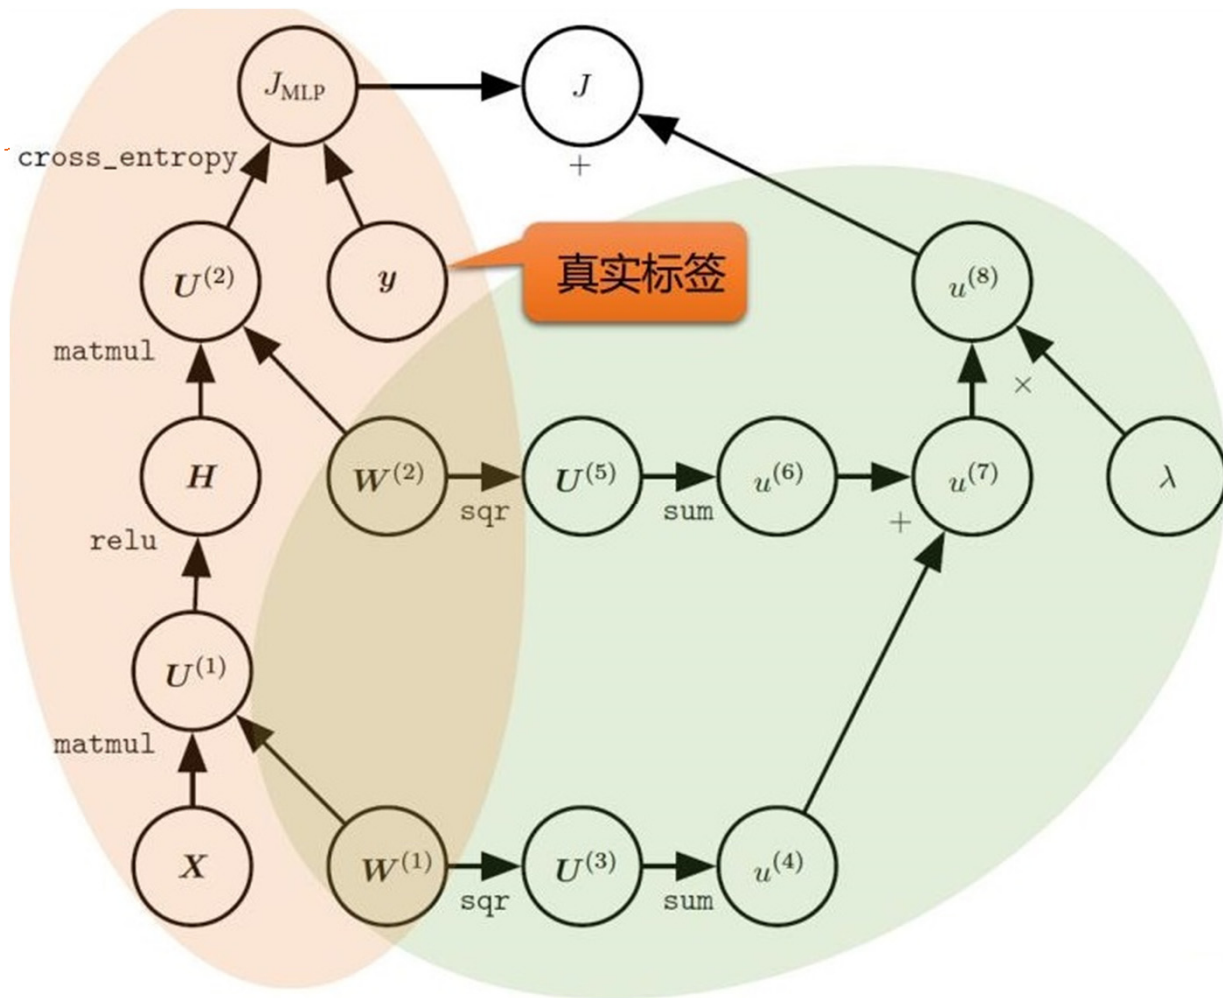 J_MLP J
cross_entropy +
U^(2) y 真实标签 u^(8)
matmul ×
H W^(2) U^(5) u^(6) u^(7) λ
sqr sum +
relu
U^(1)
matmul
X W^(1) U^(3) u^(4)
sqr sum